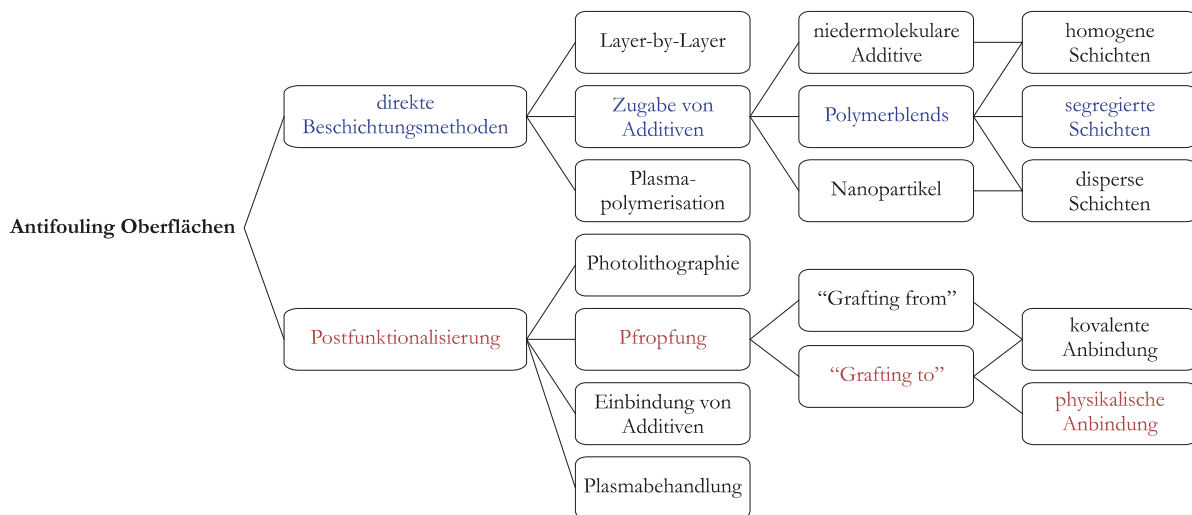 Antifouling Oberflächen
direkte
Beschichtungsmethoden
Layer-by-Layer
Zugabe von
Additiven
Plasma-
polymerisation
niedermolekulare
Additive
Polymerblends
Nanopartikel
homogene
Schichten
segregierte
Schichten
disperse
Schichten
Postfunktionalisierung
Photolithographie
Pfropfung
Einbindung von
Additiven
Plasmabehandlung
“Grafting from”
“Grafting to”
kovalente
Anbindung
physikalische
Anbindung